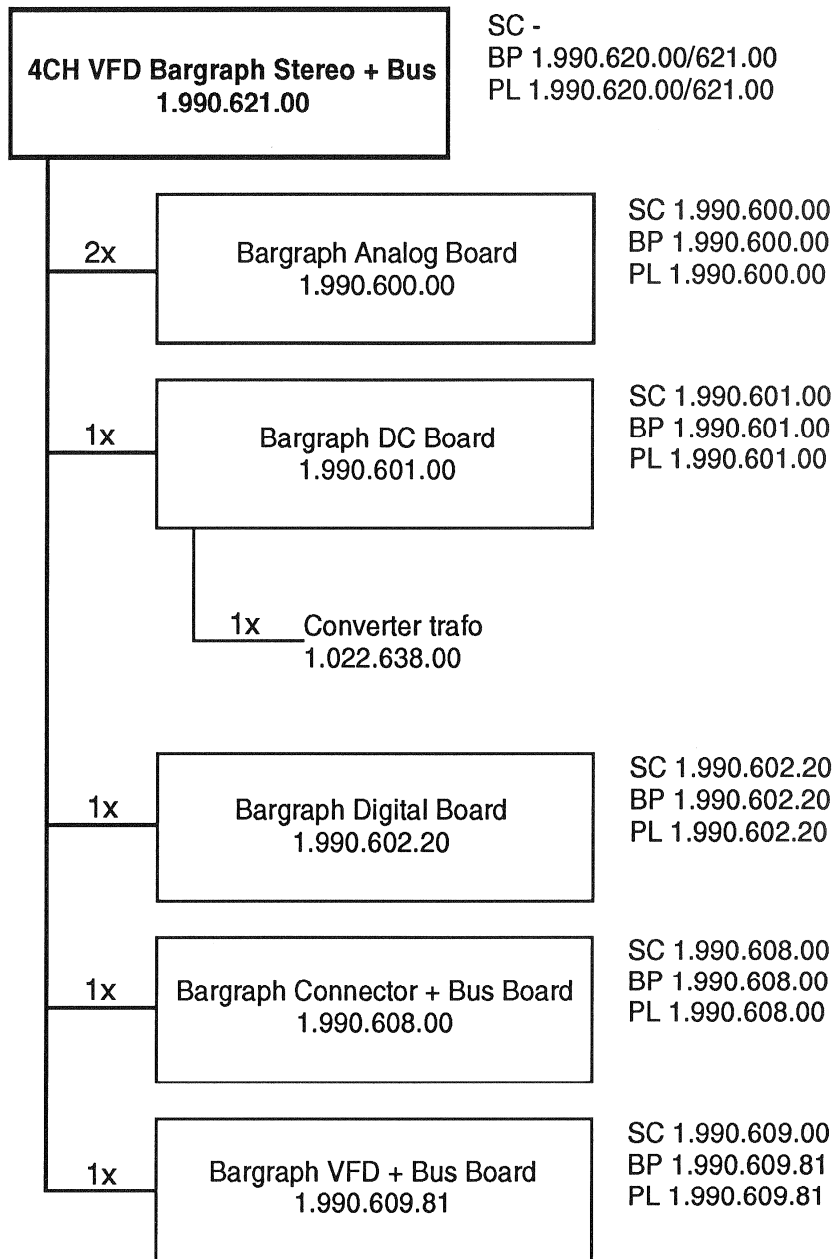 4CH VFD Bargraph Stereo + Bus
1.990.621.00
SC -
BP 1.990.620.00/621.00
PL 1.990.620.00/621.00
2x
Bargraph Analog Board
1.990.600.00
SC 1.990.600.00
BP 1.990.600.00
PL 1.990.600.00
1x
Bargraph DC Board
1.990.601.00
SC 1.990.601.00
BP 1.990.601.00
PL 1.990.601.00
1x
Converter trafo
1.022.638.00
1x
Bargraph Digital Board
1.990.602.20
SC 1.990.602.20
BP 1.990.602.20
PL 1.990.602.20
1x
Bargraph Connector + Bus Board
1.990.608.00
SC 1.990.608.00
BP 1.990.608.00
PL 1.990.608.00
1x
Bargraph VFD + Bus Board
1.990.609.81
SC 1.990.609.00
BP 1.990.609.81
PL 1.990.609.81